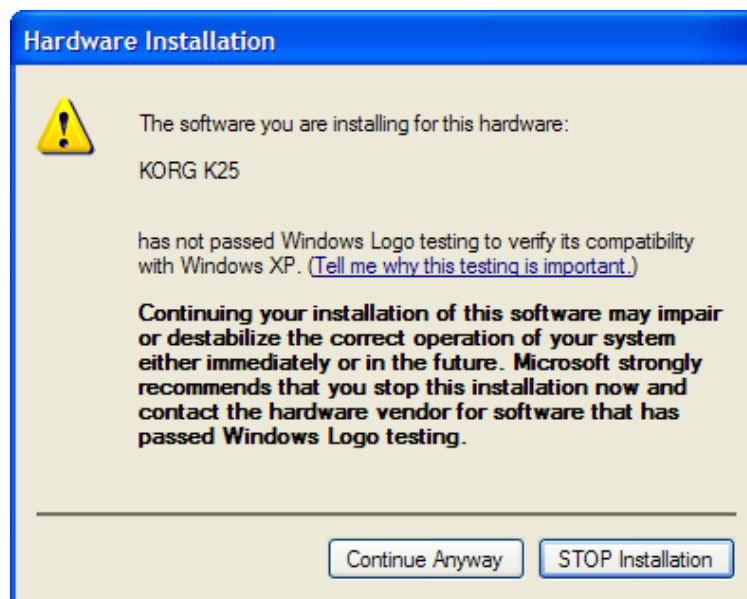 Hardware Installation
The software you are installing for this hardware:
KORG K25
has not passed Windows Logo testing to verify its compatibility
with Windows XP. (Tell me why this testing is important.)
Continuing your installation of this software may impair
or destabilize the correct operation of your system
either immediately or in the future. Microsoft strongly
recommends that you stop this installation now and
contact the hardware vendor for software that has
passed Windows Logo testing.
Continue Anyway STOP Installation